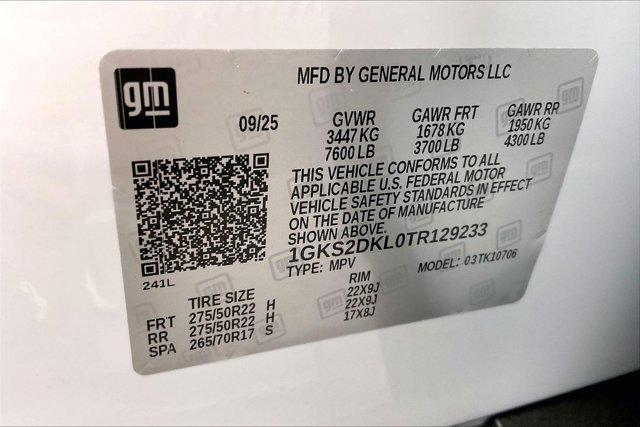 gm
MFD BY GENERAL MOTORS LLC
09/25
GVWR GAWR FRT GAWR RR
3447 KG 1678 KG 1950 KG
7600 LB 3700 LB 4300 LB
THIS VEHICLE CONFORMS TO ALL
APPLICABLE U.S. FEDERAL MOTOR
VEHICLE SAFETY STANDARDS IN EFFECT
ON THE DATE OF MANUFACTURE
SHOWN ABOVE.
1GKS2DKL0TR129233
TYPE: MPV MODEL: 03TK10706
241L
TIRE SIZE RIM
FRT 275/50R22 H 22X9J
RR 275/50R22 H 22X9J
SPA 265/70R17 S 17X8J